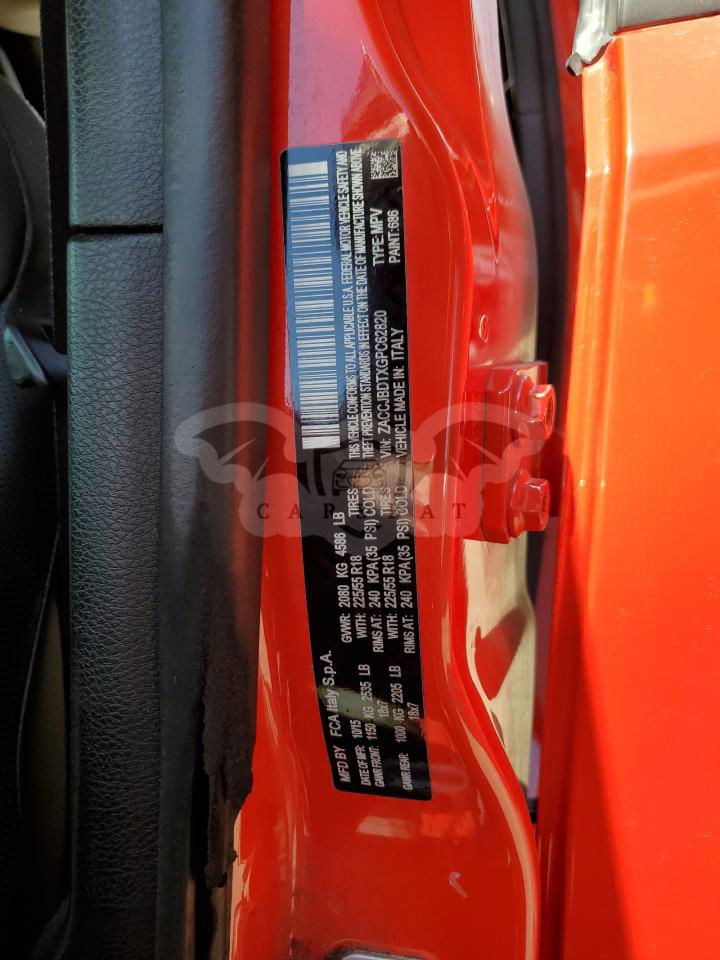 MFD BY FCA Italy S.p.A.
DATE OF MFR: 10/15 GVWR: 2080 KG 4586 LB
GAWR FRONT: 1150 KG 2535 LB WITH: 225/55 R18 TIRES
18x7 RIMS AT: 240 KPA(35 PSI) COLD
GAWR REAR: 1000 KG 2205 LB WITH: 225/55 R18 TIRES
18x7 RIMS AT: 240 KPA(35 PSI) COLD
THIS VEHICLE CONFORMS TO ALL APPLICABLE U.S.A. FEDERAL MOTOR VEHICLE SAFETY AND
THEFT PREVENTION STANDARDS IN EFFECT ON THE DATE OF MANUFACTURE SHOWN ABOVE.
VIN: ZACCJBDTXGPC62820 TYPE: MPV
VEHICLE MADE IN: ITALY PAINT:686